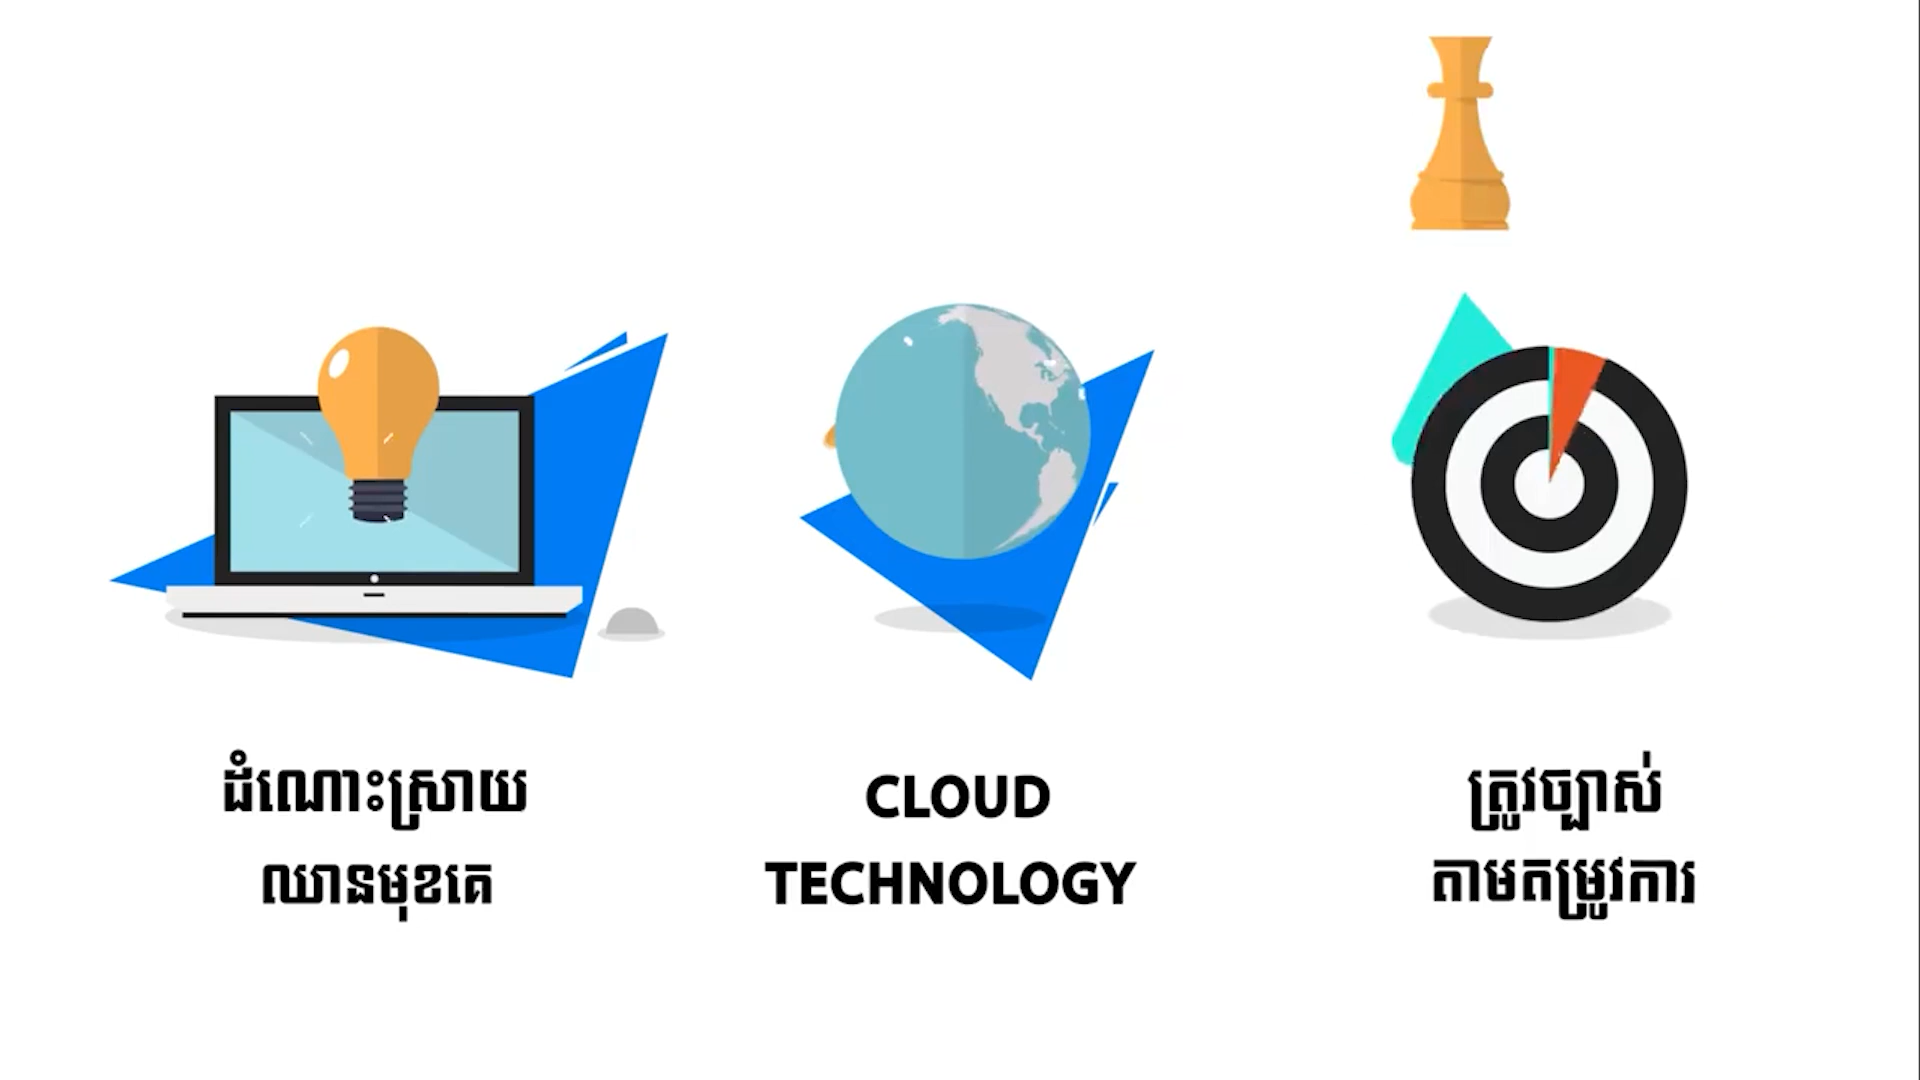 ដំណោះស្រាយ
ឈានមុខគេ
CLOUD
TECHNOLOGY
ត្រូវច្បាស់
តាមតម្រូវការ